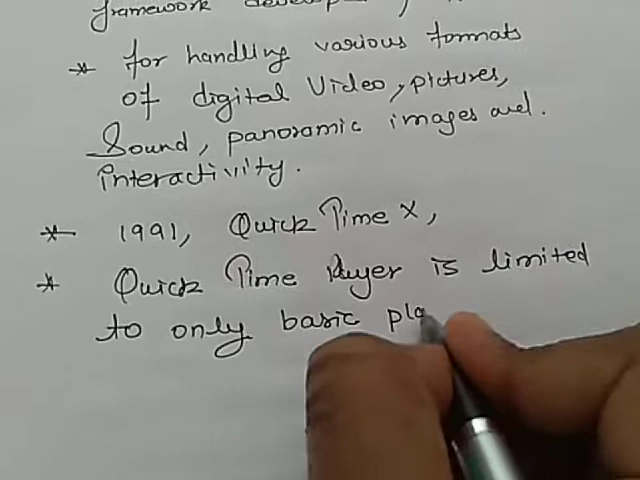 framework
* for handling various formats
of digital Video, pictures,
Sound, panoramic images and.
interactivity.
* 1991, Quick Time X,
* Quick Time Player is limited
to only basic pla